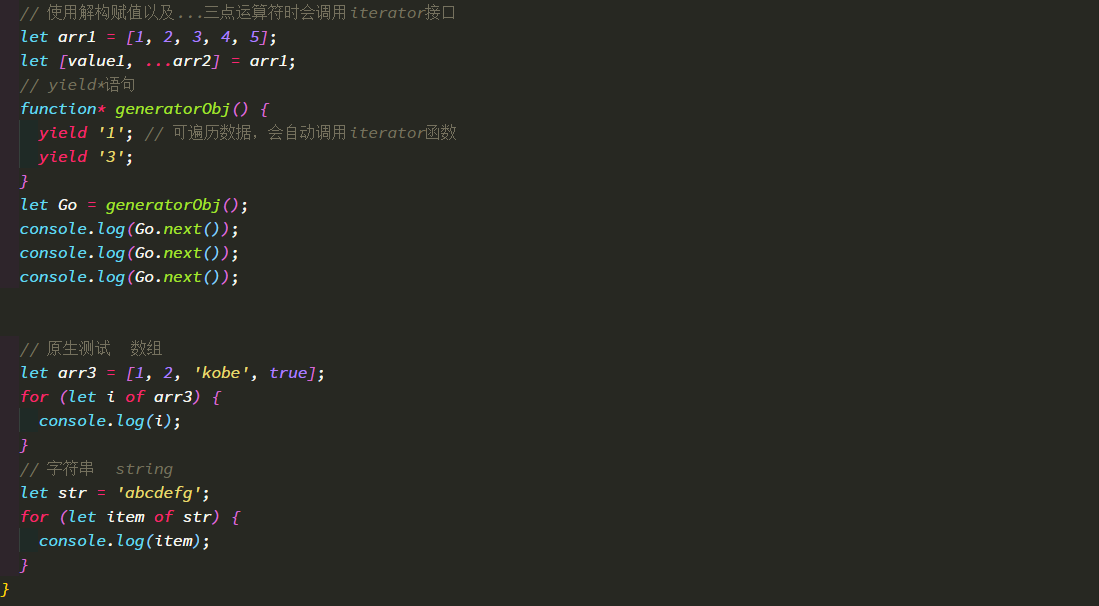 // 使用解构赋值以及...三点运算符时会调用iterator接口
let arr1 = [1, 2, 3, 4, 5];
let [value1, ...arr2] = arr1;
// yield*语句
function* generatorObj() {
yield '1'; // 可遍历数据，会自动调用iterator函数
yield '3';
}
let Go = generatorObj();
console.log(Go.next());
console.log(Go.next());
console.log(Go.next());
// 原生测试  数组
let arr3 = [1, 2, 'kobe', true];
for (let i of arr3) {
console.log(i);
}
// 字符串  string
let str = 'abcdefg';
for (let item of str) {
console.log(item);
}
}